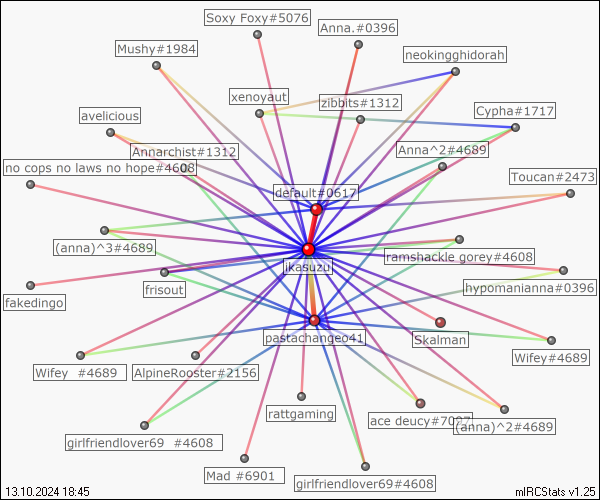 Soxy Foxy#5076
Anna.#0396
Mushy#1984
neokingghidorah
xenoyaut
zibbits#1312
avelicious
Cypha#1717
Annarchist#1312
Anna^2#4689
no cops no laws no hope#4608
Toucan#2473
default#0617
(anna)^3#4689
ramshackle gorey#4608
ikasuzu
frisout
hypomannianna#0396
fakedingo
pastachangeo41
Skalman
Wifey#4689
Wifey #4689
AlpineRooster#2156
rattgaming
ace deucy#7087
(anna)^2#4689
girlfriendlover69 #4608
Mad #6901
girlfriendlover69#4608
13.10.2024 18:45
mIRCStats v1.25